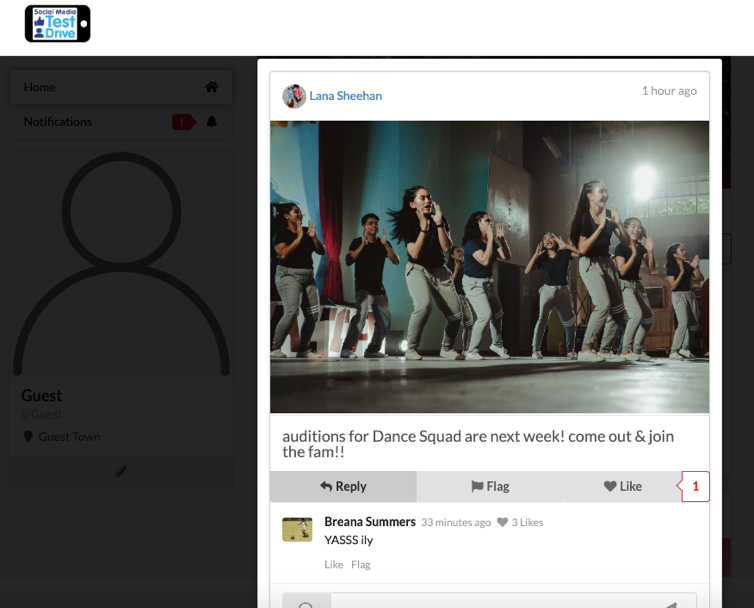 Social Media
Test
Drive
Home
Notifications
!
Guest
@Guest
Guest Town
Lana Sheehan
1 hour ago
auditions for Dance Squad are next week! come out & join
the fam!!
Reply
Flag
Like
1
Breana Summers 33 minutes ago 3 Likes
YASSS ily
Like Flag